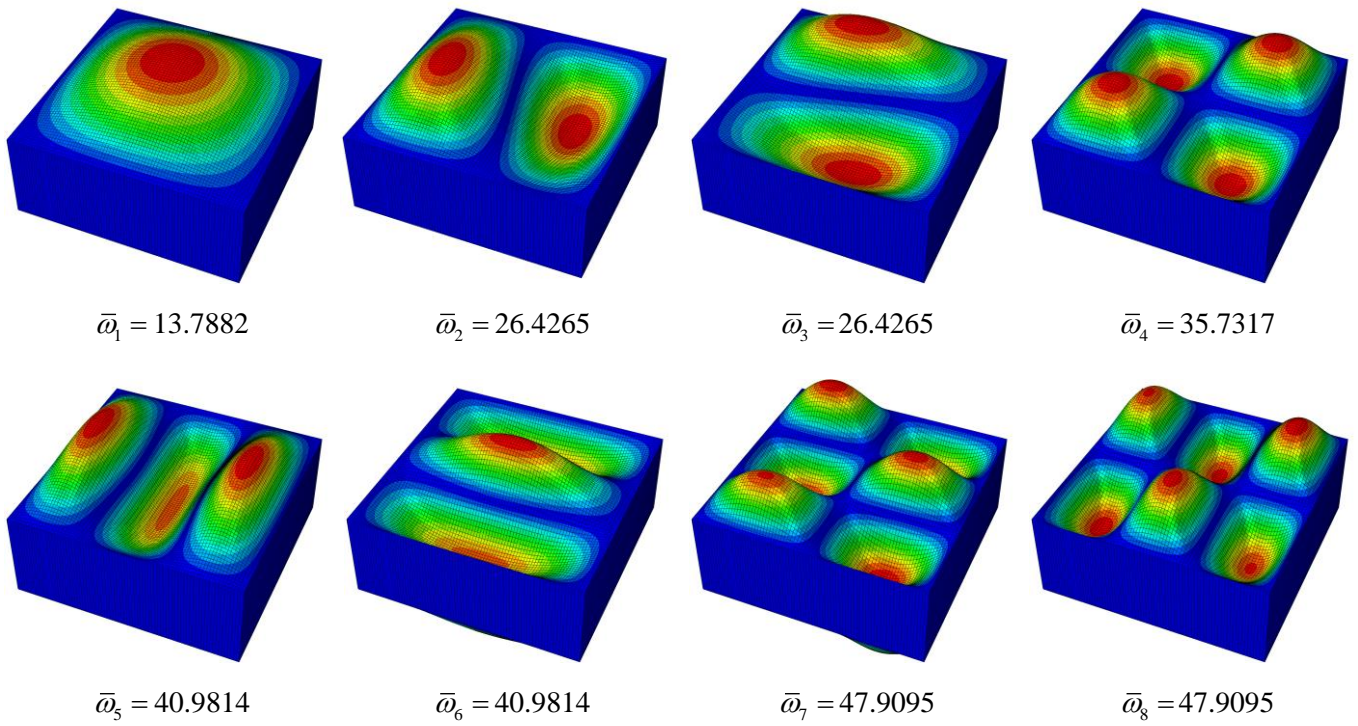 ω̄₁ = 13.7882
ω̄₂ = 26.4265
ω̄₃ = 26.4265
ω̄₄ = 35.7317
ω̄₅ = 40.9814
ω̄₆ = 40.9814
ω̄₇ = 47.9095
ω̄₈ = 47.9095